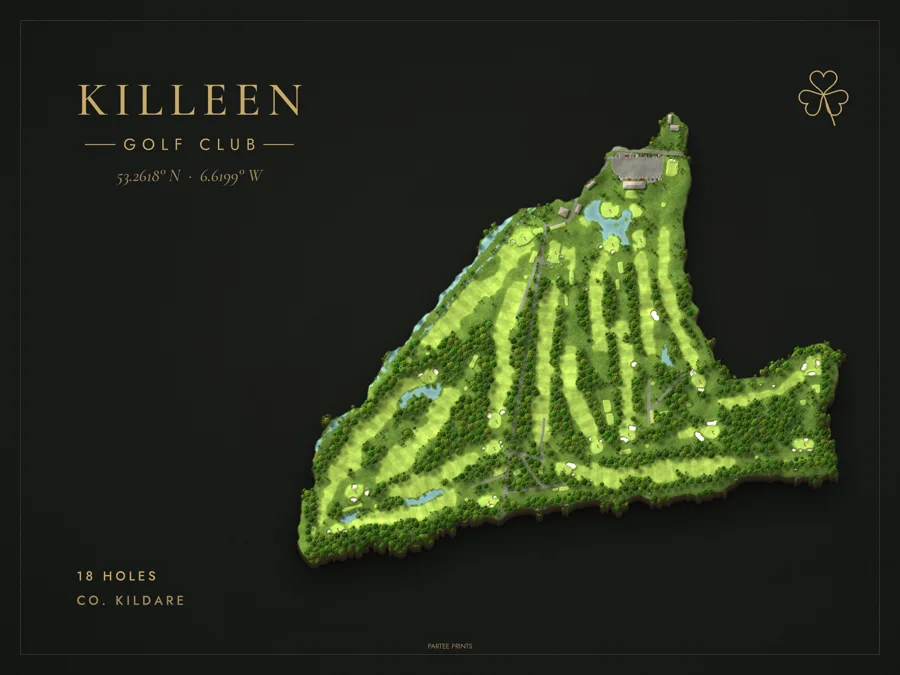 KILLEEN
GOLF CLUB
53.2618° N · 6.6199° W
18 HOLES
CO. KILDARE
PARTEE PRINTS